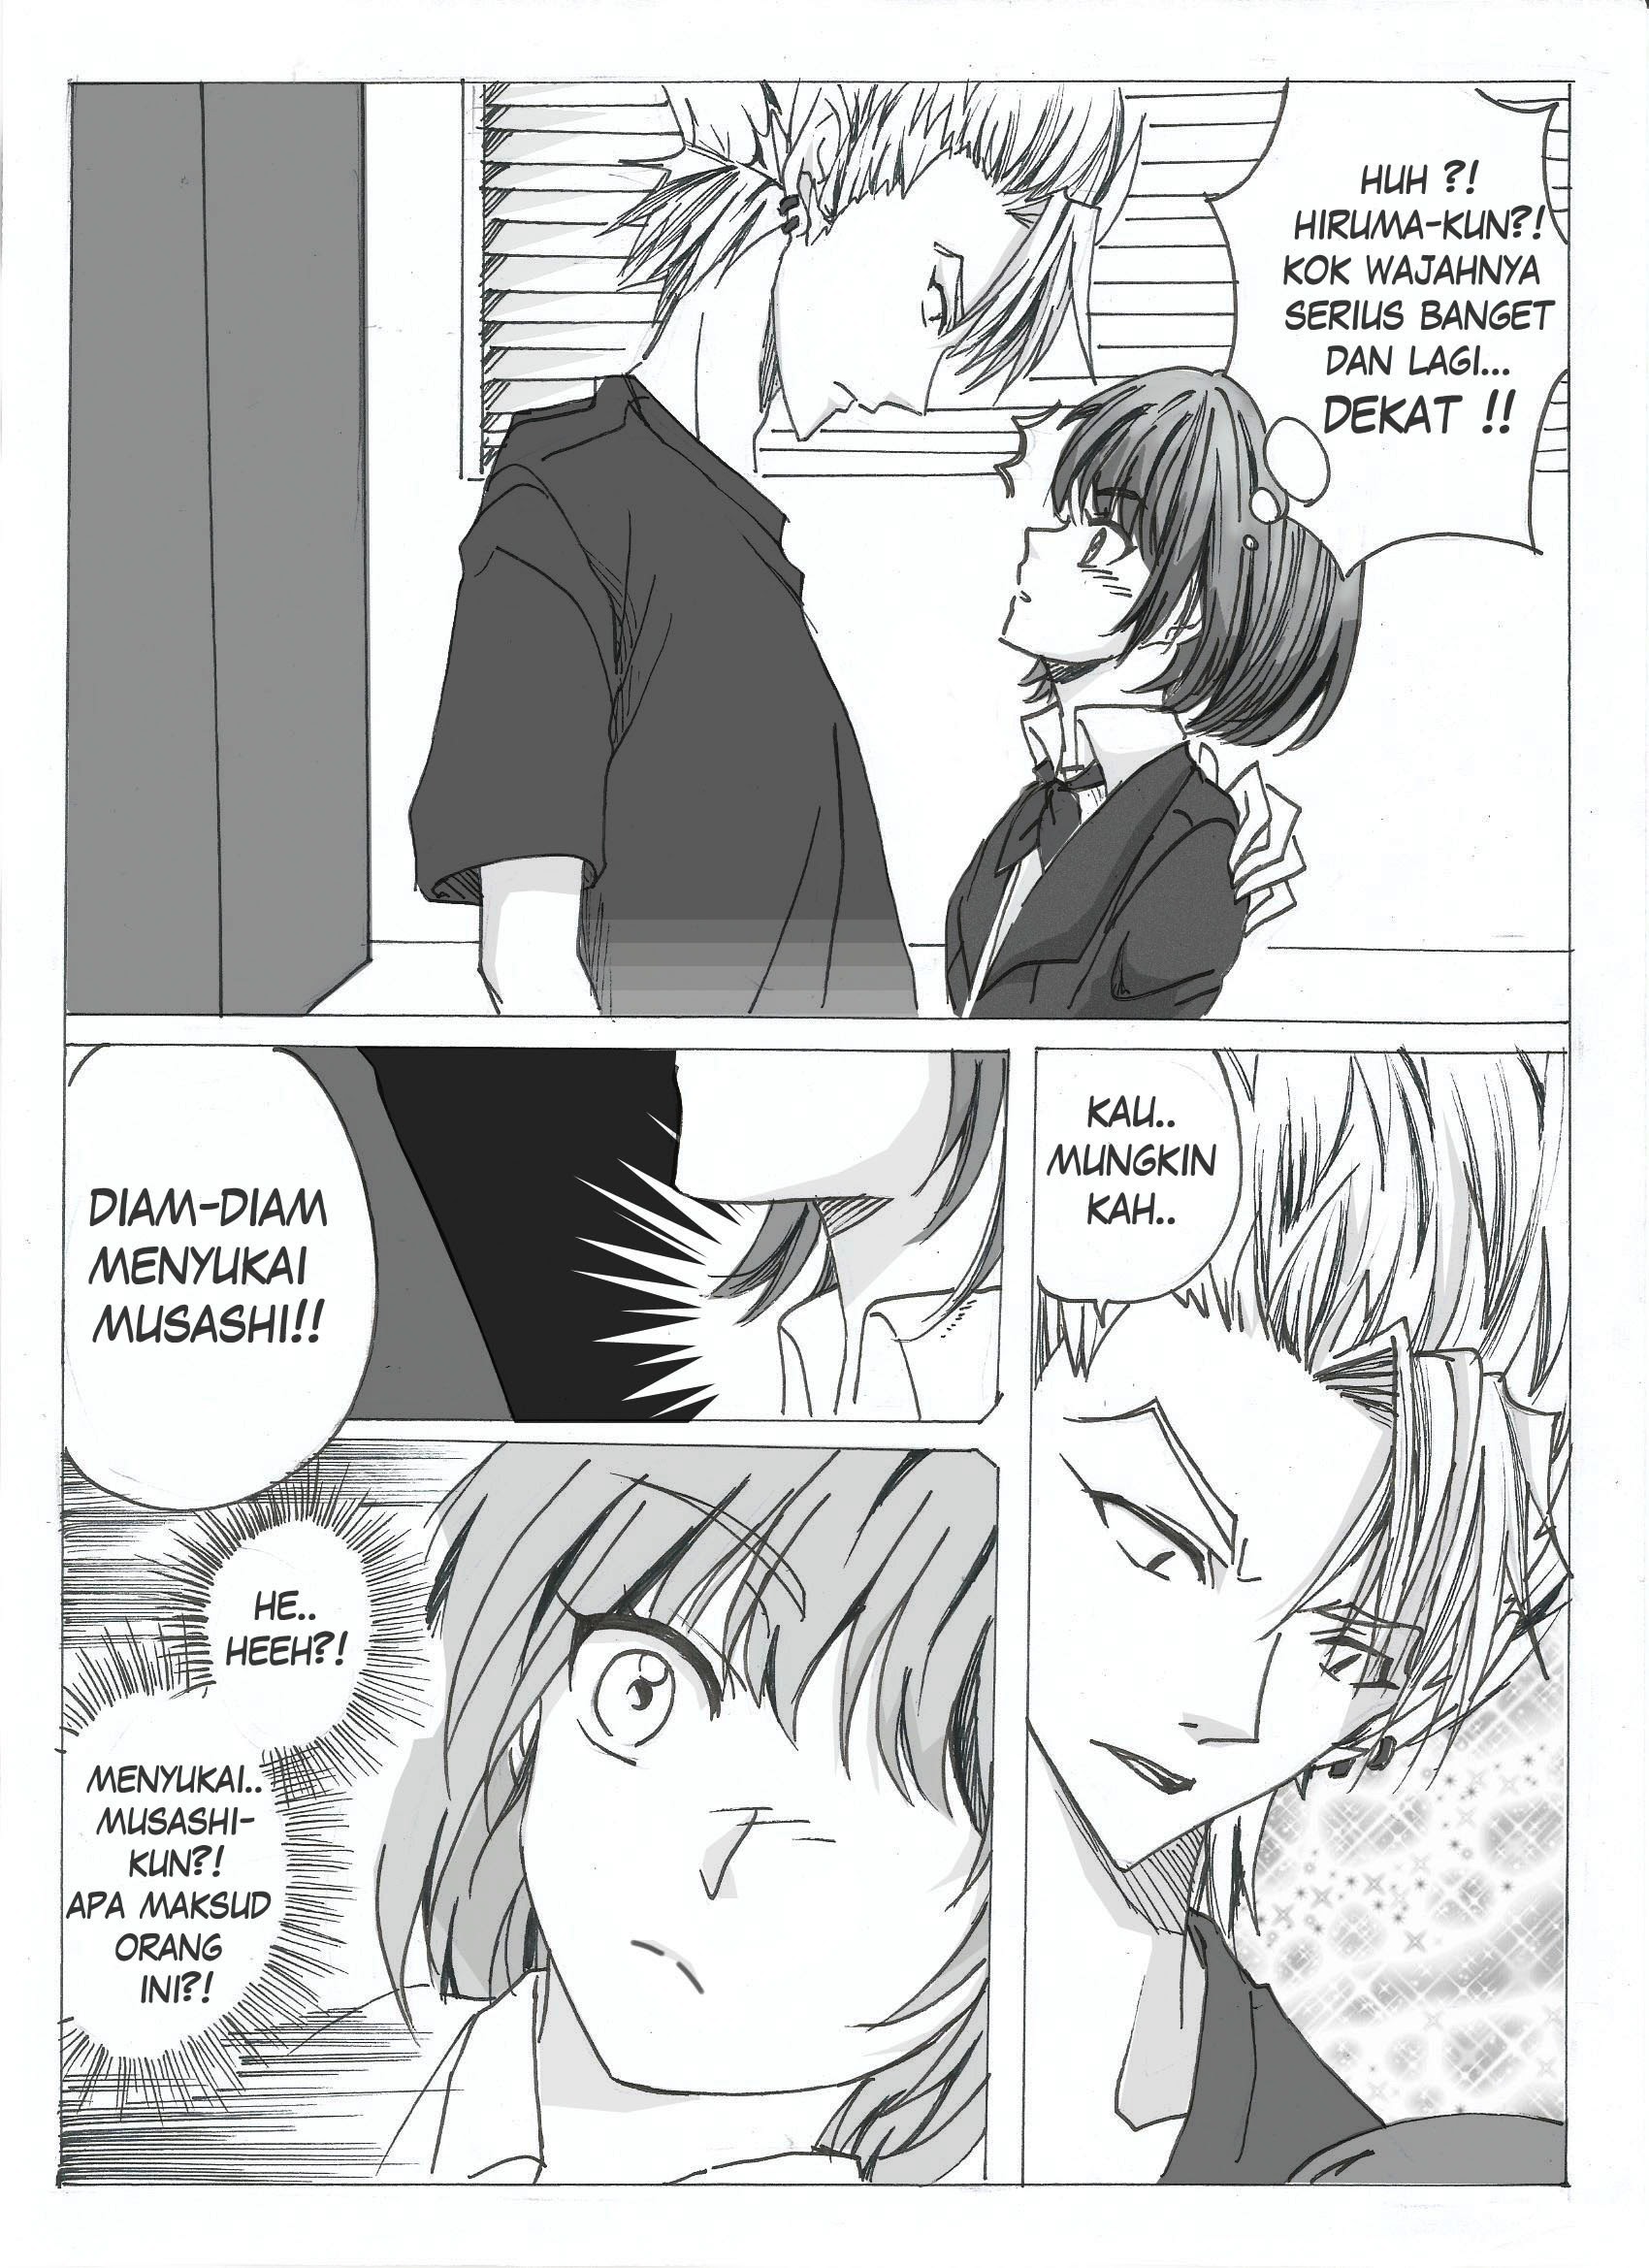 HUH ?!
HIRUMA-KUN?!
KOK WAJAHNYA
SERIUS BANGET
DAN LAGI...
DEKAT !!
KAU..
MUNGKIN
KAH..
DIAM-DIAM
MENYUKAI
MUSASHI!!
HE..
HEEH?!
MENYUKAI..
MUSASHI-
KUN?!
APA MAKSUD
ORANG
INI?!